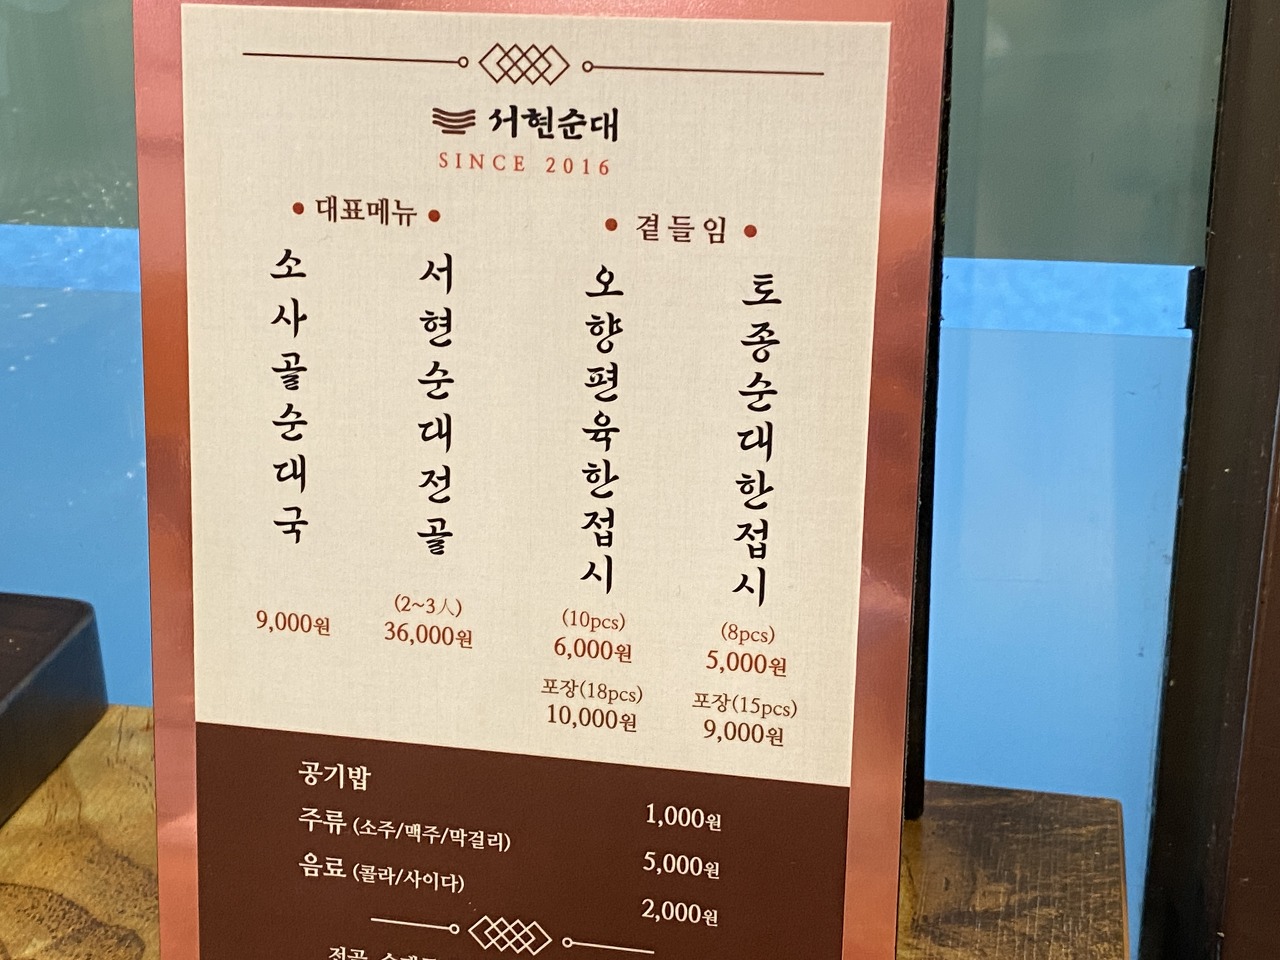 서현순대
SINCE 2016
대표메뉴
소사골순대국
9,000원
서현순대전골
(2~3人)
36,000원
곁들임
오향편육한접시
(10pcs)
6,000원
포장(18pcs)
10,000원
토종순대한접시
(8pcs)
5,000원
포장(15pcs)
9,000원
공기밥 1,000원
주류 (소주/맥주/막걸리) 5,000원
음료 (콜라/사이다) 2,000원